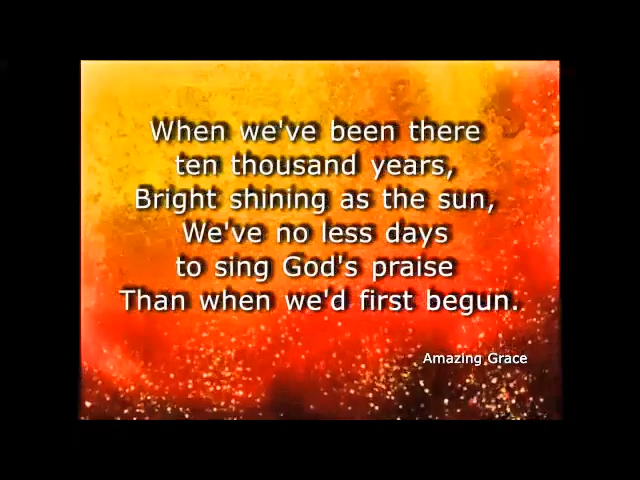 When we've been there
ten thousand years,
Bright shining as the sun,
We've no less days
to sing God's praise
Than when we'd first begun.
Amazing Grace